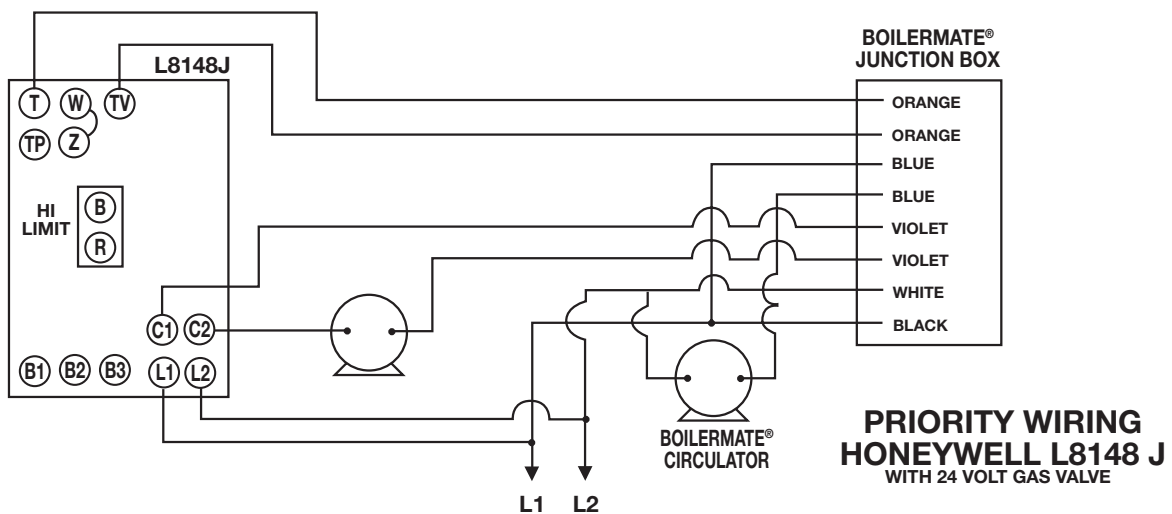 L8148J
T W TV
TP Z
HI
LIMIT
B
R
C1 C2
B1 B2 B3 L1 L2
BOILERMATE®
JUNCTION BOX
ORANGE
ORANGE
BLUE
BLUE
VIOLET
VIOLET
WHITE
BLACK
BOILERMATE®
CIRCULATOR
L1 L2
PRIORITY WIRING
HONEYWELL L8148 J
WITH 24 VOLT GAS VALVE